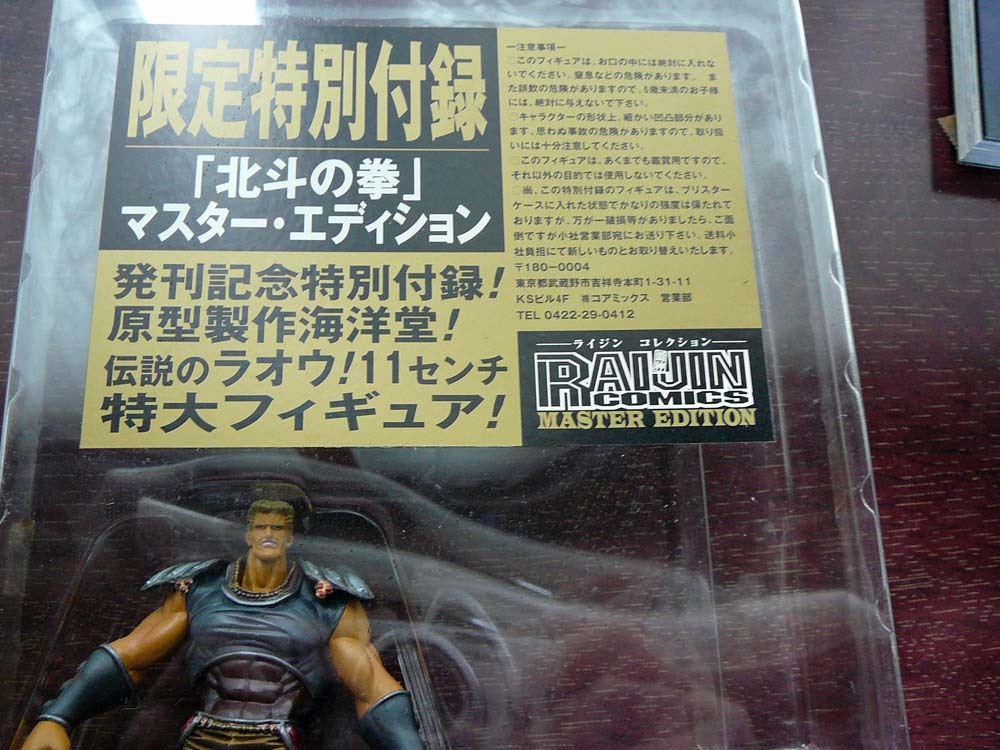 限定特別付録
「北斗の拳」
マスター・エディション
発刊記念特別付録!
原型製作海洋堂!
伝説のラオウ!11センチ
特大フィギュア!
ー注意事項ー
○このフィギュアは、お口の中には絶対に入れな
いでください。窒息などの危険があります。また
誤飲の危険がありますので、6歳未満のお子様
には、絶対に与えないで下さい。
○キャラクターの形状上、細かい凹凸部分があり
ます。思わぬ事故の危険がありますので、取り扱
いには十分注意してください。
○このフィギュアは、あくまでも鑑賞用ですので、
それ以外の目的では使用しないでください。
○尚、この特別付録のフィギュアは、ブリスター
ケースに入れた状態でかなりの強度は保たれて
おりますが、万が一破損等がありましたら、ご面
倒ですが小社営業部宛にお送り下さい。送料小
社負担にて新しいものとお取り替えいたします。
〒180-0004
東京都武蔵野市吉祥寺本町1-31-11
KSビル4F ㈱コアミックス 営業部
TEL 0422-29-0412
ライジン コレクション
RAIJIN
COMICS
MASTER EDITION